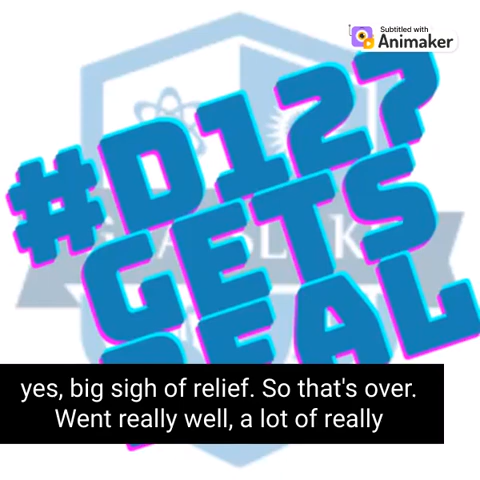 Subtitled with
Animaker
#D127
GETS
REAL
yes, big sigh of relief. So that's over.
Went really well, a lot of really